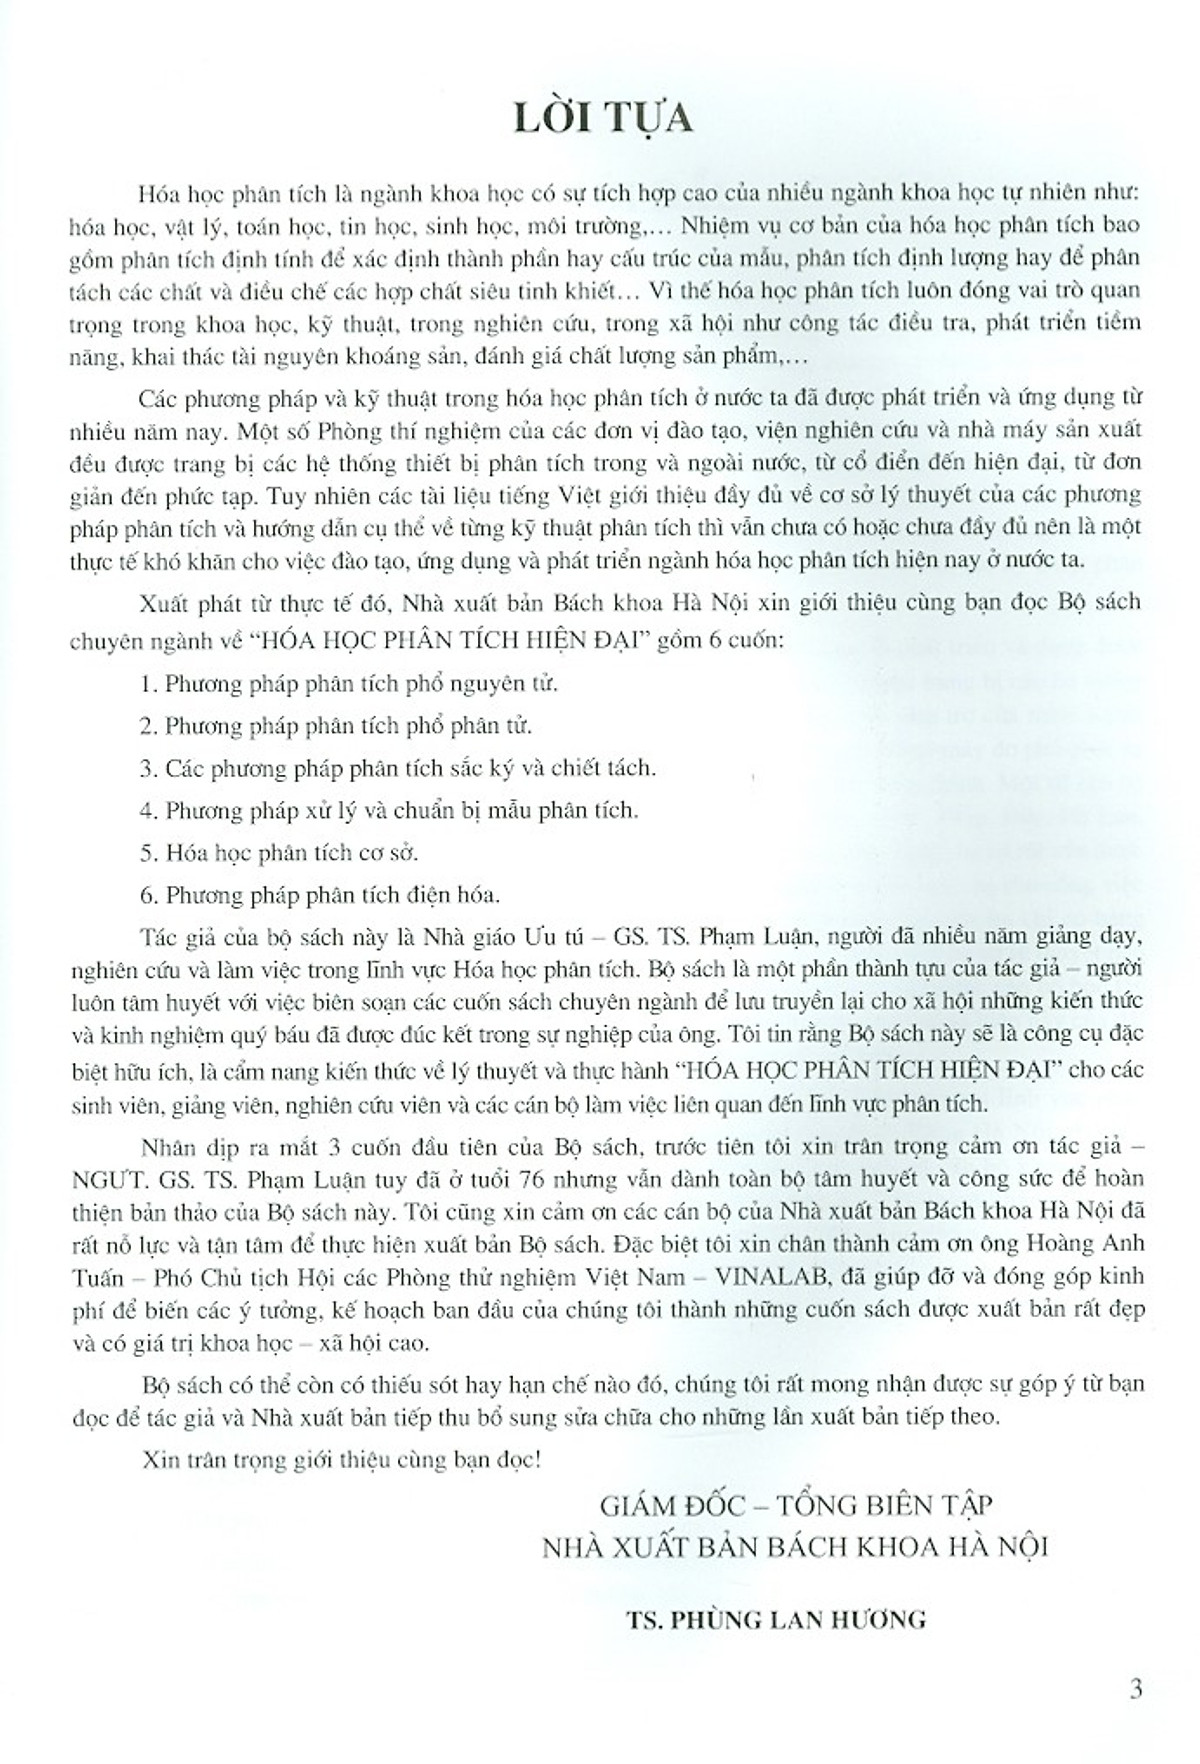 LỜI TỰA
Hóa học phân tích là ngành khoa học có sự tích hợp cao của nhiều ngành khoa học tự nhiên như:
hóa học, vật lý, toán học, tin học, sinh học, môi trường,... Nhiệm vụ cơ bản của hóa học phân tích bao
gồm phân tích định tính để xác định thành phần hay cấu trúc của mẫu, phân tích định lượng hay để phân
tách các chất và điều chế các hợp chất siêu tinh khiết... Vì thế hóa học phân tích luôn đóng vai trò quan
trọng trong khoa học, kỹ thuật, trong nghiên cứu, trong xã hội như công tác điều tra, phát triển tiềm
năng, khai thác tài nguyên khoáng sản, đánh giá chất lượng sản phẩm,...
Các phương pháp và kỹ thuật trong hóa học phân tích ở nước ta đã được phát triển và ứng dụng từ
nhiều năm nay. Một số Phòng thí nghiệm của các đơn vị đào tạo, viện nghiên cứu và nhà máy sản xuất
đều được trang bị các hệ thống thiết bị phân tích trong và ngoài nước, từ cổ điển đến hiện đại, từ đơn
giản đến phức tạp. Tuy nhiên các tài liệu tiếng Việt giới thiệu đầy đủ về cơ sở lý thuyết của các phương
pháp phân tích và hướng dẫn cụ thể về từng kỹ thuật phân tích thì vẫn chưa có hoặc chưa đầy đủ nên là một
thực tế khó khăn cho việc đào tạo, ứng dụng và phát triển ngành hóa học phân tích hiện nay ở nước ta.
Xuất phát từ thực tế đó, Nhà xuất bản Bách khoa Hà Nội xin giới thiệu cùng bạn đọc Bộ sách
chuyên ngành về “HÓA HỌC PHÂN TÍCH HIỆN ĐẠI” gồm 6 cuốn:
1. Phương pháp phân tích phổ nguyên tử.
2. Phương pháp phân tích phổ phân tử.
3. Các phương pháp phân tích sắc ký và chiết tách.
4. Phương pháp xử lý và chuẩn bị mẫu phân tích.
5. Hóa học phân tích cơ sở.
6. Phương pháp phân tích điện hóa.
Tác giả của bộ sách này là Nhà giáo Ưu tú – GS. TS. Phạm Luận, người đã nhiều năm giảng dạy,
nghiên cứu và làm việc trong lĩnh vực Hóa học phân tích. Bộ sách là một phần thành tựu của tác giả – người
luôn tâm huyết với việc biên soạn các cuốn sách chuyên ngành để lưu truyền lại cho xã hội những kiến thức
và kinh nghiệm quý báu đã được đúc kết trong sự nghiệp của ông. Tôi tin rằng Bộ sách này sẽ là công cụ đặc
biệt hữu ích, là cẩm nang kiến thức về lý thuyết và thực hành “HÓA HỌC PHÂN TÍCH HIỆN ĐẠI” cho các
sinh viên, giảng viên, nghiên cứu viên và các cán bộ làm việc liên quan đến lĩnh vực phân tích.
Nhân dịp ra mắt 3 cuốn đầu tiên của Bộ sách, trước tiên tôi xin trân trọng cảm ơn tác giả –
NGƯT. GS. TS. Phạm Luận tuy đã ở tuổi 76 nhưng vẫn dành toàn bộ tâm huyết và công sức để hoàn
thiện bản thảo của Bộ sách này. Tôi cũng xin cảm ơn các cán bộ của Nhà xuất bản Bách khoa Hà Nội đã
rất nỗ lực và tận tâm để thực hiện xuất bản Bộ sách. Đặc biệt tôi xin chân thành cảm ơn ông Hoàng Anh
Tuấn – Phó Chủ tịch Hội các Phòng thử nghiệm Việt Nam – VINALAB, đã giúp đỡ và đóng góp kinh
phí để biến các ý tưởng, kế hoạch ban đầu của chúng tôi thành những cuốn sách được xuất bản rất đẹp
và có giá trị khoa học – xã hội cao.
Bộ sách có thể còn có thiếu sót hay hạn chế nào đó, chúng tôi rất mong nhận được sự góp ý từ bạn
đọc để tác giả và Nhà xuất bản tiếp thu bổ sung sửa chữa cho những lần xuất bản tiếp theo.
Xin trân trọng giới thiệu cùng bạn đọc!
GIÁM ĐỐC – TỔNG BIÊN TẬP
NHÀ XUẤT BẢN BÁCH KHOA HÀ NỘI
TS. PHÙNG LAN HƯƠNG
3